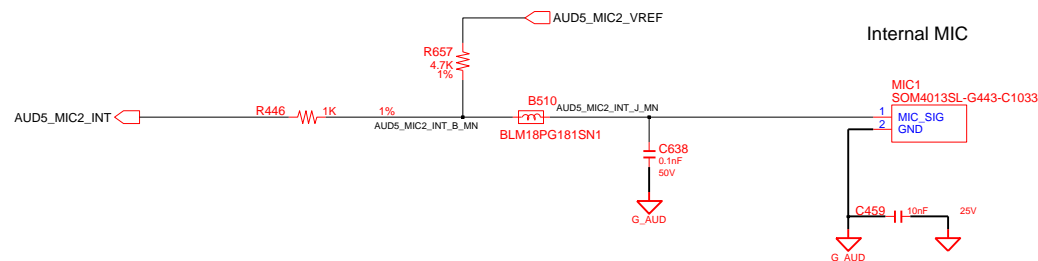 AUD5_MIC2_VREF
Internal MIC
R657
4.7K
1%
MIC1
SOM4013SL-G443-C1033
B510
AUD5_MIC2_INT_J_MN
R446
1K
1%
1
MIC_SIG
AUD5_MIC2_INT
2
GND
AUD5_MIC2_INT_B_MN
BLM18PG181SN1
C638
0.1nF
50V
G_AUD
C459
10nF
25V
G_AUD